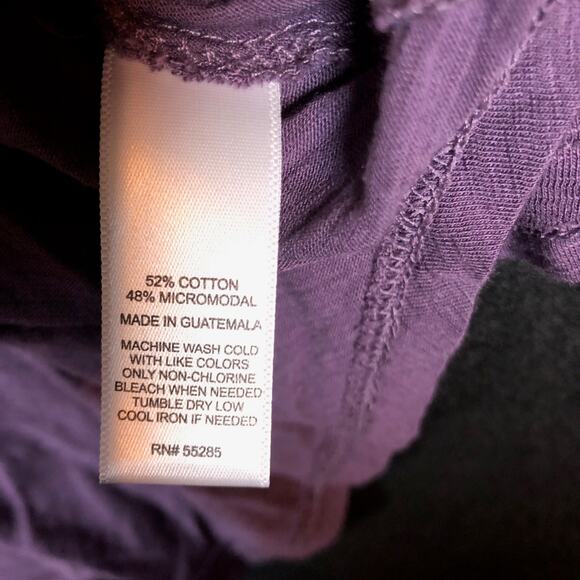 52% COTTON
48% MICROMODAL
MADE IN GUATEMALA
MACHINE WASH COLD
WITH LIKE COLORS
ONLY NON-CHLORINE
BLEACH WHEN NEEDED
TUMBLE DRY LOW
COOL IRON IF NEEDED
RN# 55285